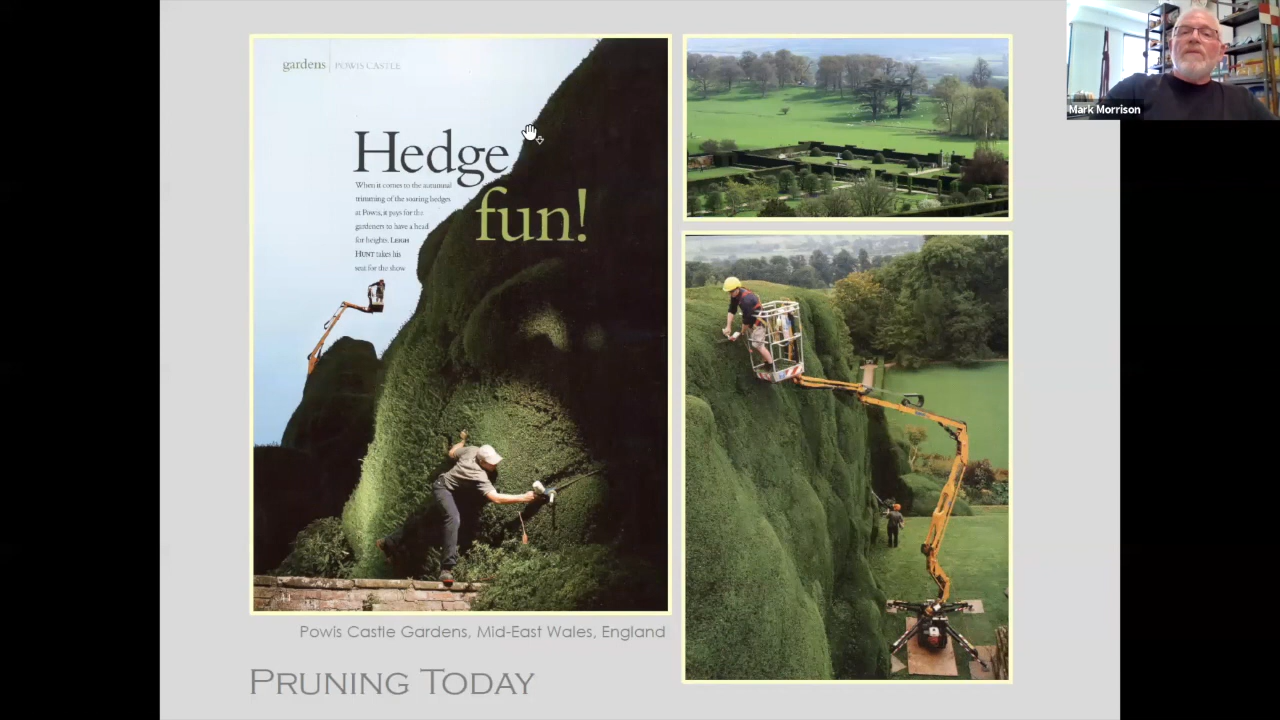 gardens | POWIS CASTLE
Hedge
fun!
When it comes to the autumnal
trimming of the soaring hedges
at Powis, it pays for the
gardeners to have a head
for heights. LEIGH
HUNT takes his
seat for the show
Mark Morrison
Powis Castle Gardens, Mid-East Wales, England
PRUNING TODAY